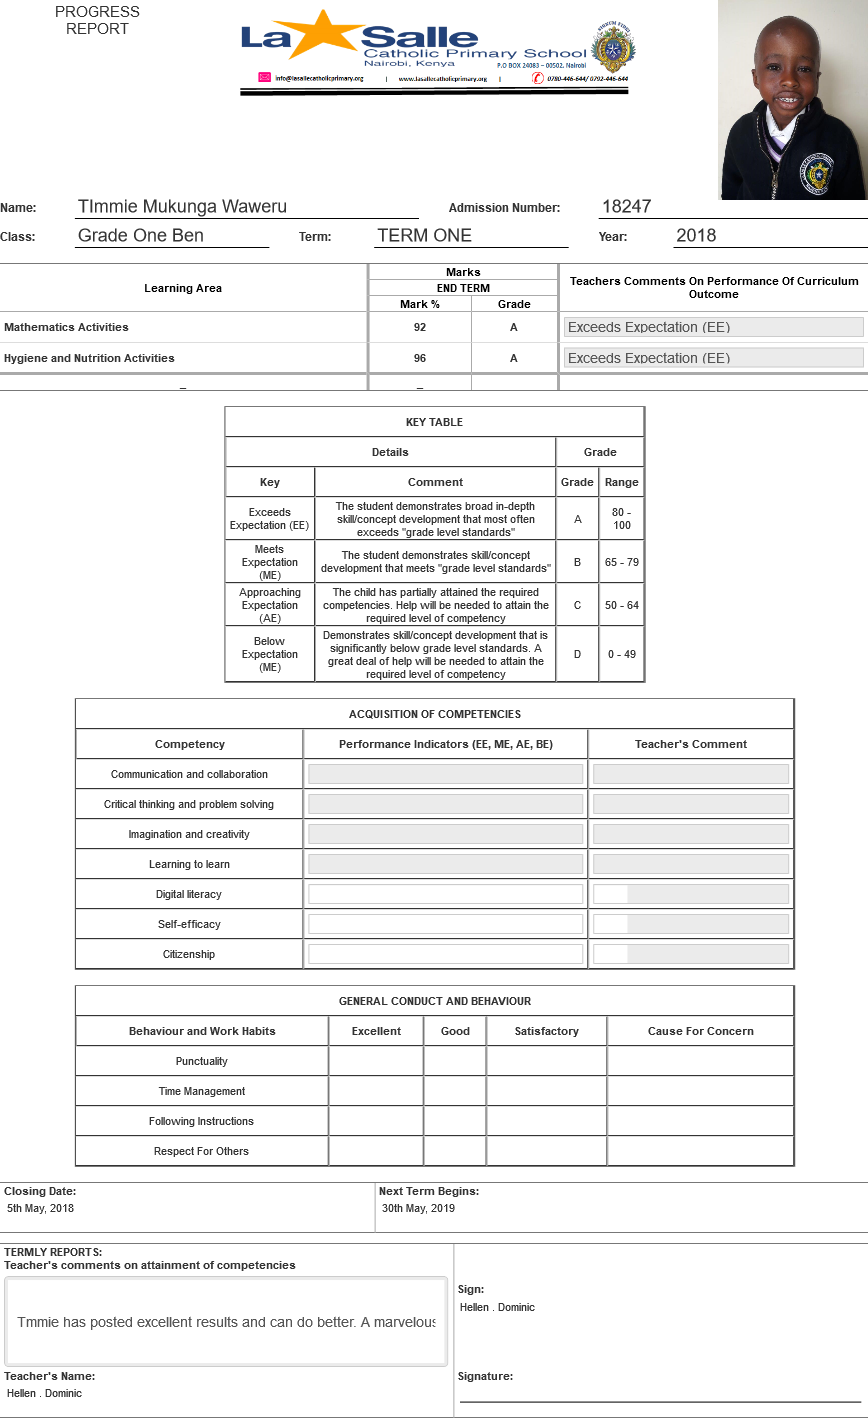 PROGRESS
REPORT
La Salle
Catholic Primary School
Nairobi, Kenya
P.O BOX 24083 – 00502, Nairobi
info@lasallecatholicprimary.org | www.lasallecatholicprimary.org | 0780-446-644/ 0792-446-644
Name: TImmie Mukunga Waweru Admission Number: 18247
Class: Grade One Ben Term: TERM ONE Year: 2018
Learning Area Marks Teachers Comments On Performance Of Curriculum Outcome
END TERM
Mark % Grade
Mathematics Activities 92 A Exceeds Expectation (EE)
Hygiene and Nutrition Activities 96 A Exceeds Expectation (EE)
_ _
KEY TABLE
Details Grade
Key Comment Grade Range
Exceeds Expectation (EE) The student demonstrates broad in-depth skill/concept development that most often exceeds "grade level standards" A 80 - 100
Meets Expectation (ME) The student demonstrates skill/concept development that meets "grade level standards" B 65 - 79
Approaching Expectation (AE) The child has partially attained the required competencies. Help will be needed to attain the required level of competency C 50 - 64
Below Expectation (ME) Demonstrates skill/concept development that is significantly below grade level standards. A great deal of help will be needed to attain the required level of competency D 0 - 49
ACQUISITION OF COMPETENCIES
Competency Performance Indicators (EE, ME, AE, BE) Teacher's Comment
Communication and collaboration
Critical thinking and problem solving
Imagination and creativity
Learning to learn
Digital literacy
Self-efficacy
Citizenship
GENERAL CONDUCT AND BEHAVIOUR
Behaviour and Work Habits Excellent Good Satisfactory Cause For Concern
Punctuality
Time Management
Following Instructions
Respect For Others
Closing Date: Next Term Begins:
5th May, 2018 30th May, 2019
TERMLY REPORTS:
Teacher's comments on attainment of competencies
Tmmie has posted excellent results and can do better. A marvelous
Sign:
Hellen . Dominic
Teacher's Name: Signature:
Hellen . Dominic